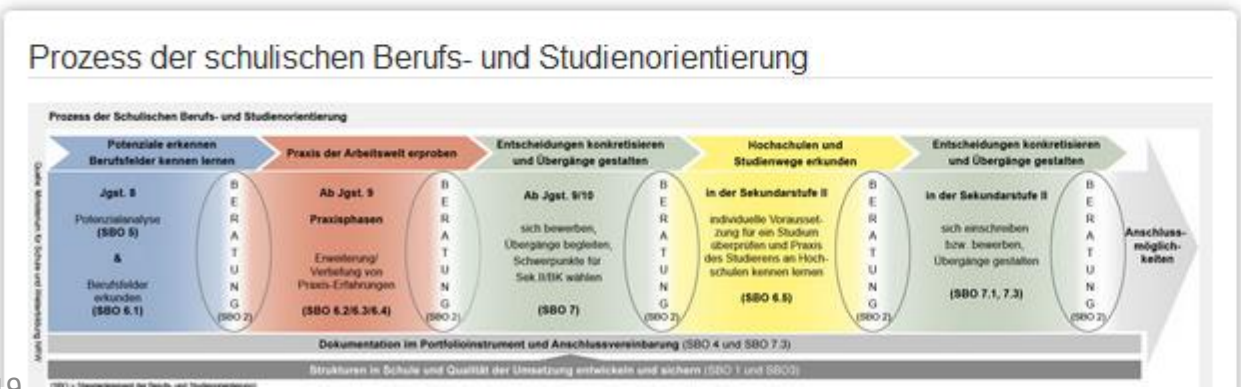 Prozess der schulischen Berufs- und Studienorientierung
Prozess der Schulischen Berufs- und Studienorientierung
Potenziale erkennen
Berufsfelder kennen lernen
Praxis der Arbeitswelt erproben
Entscheidungen konkretisieren
und Übergänge gestalten
Hochschulen und
Studienwege erkunden
Entscheidungen konkretisieren
und Übergänge gestalten
Jgst. 8
Potenzialanalyse
(SBO 5)
&
Berufsfelder
erkunden
(SBO 6.1)
BERATUNG
(SBO 2)
Ab Jgst. 9
Praxisphasen
Erweiterung/
Vertiefung von
Praxis-Erfahrungen
(SBO 6.2/6.3/6.4)
BERATUNG
(SBO 2)
Ab Jgst. 9/10
sich bewerben,
Übergänge begleiten,
Schwerpunkte für
Sek.II/BK wählen
(SBO 7)
BERATUNG
(SBO 2)
in der Sekundarstufe II
individuelle Vorausset-
zung für ein Studium
überprüfen und Praxis
des Studierens an Hoch-
schulen kennen lernen
(SBO 6.5)
BERATUNG
(SBO 2)
in der Sekundarstufe II
sich einschreiben
bzw. bewerben,
Übergänge gestalten
(SBO 7.1, 7.3)
BERATUNG
(SBO 2)
Anschluss-
möglich-
keiten
Dokumentation im Portfolioinstrument und Anschlussvereinbarung (SBO 4 und SBO 7.3)
Strukturen in Schule und Qualität der Umsetzung entwickeln und sichern (SBO 1 und SBO3)
Quelle: Ministerium für Schule und Weiterbildung NRW
19